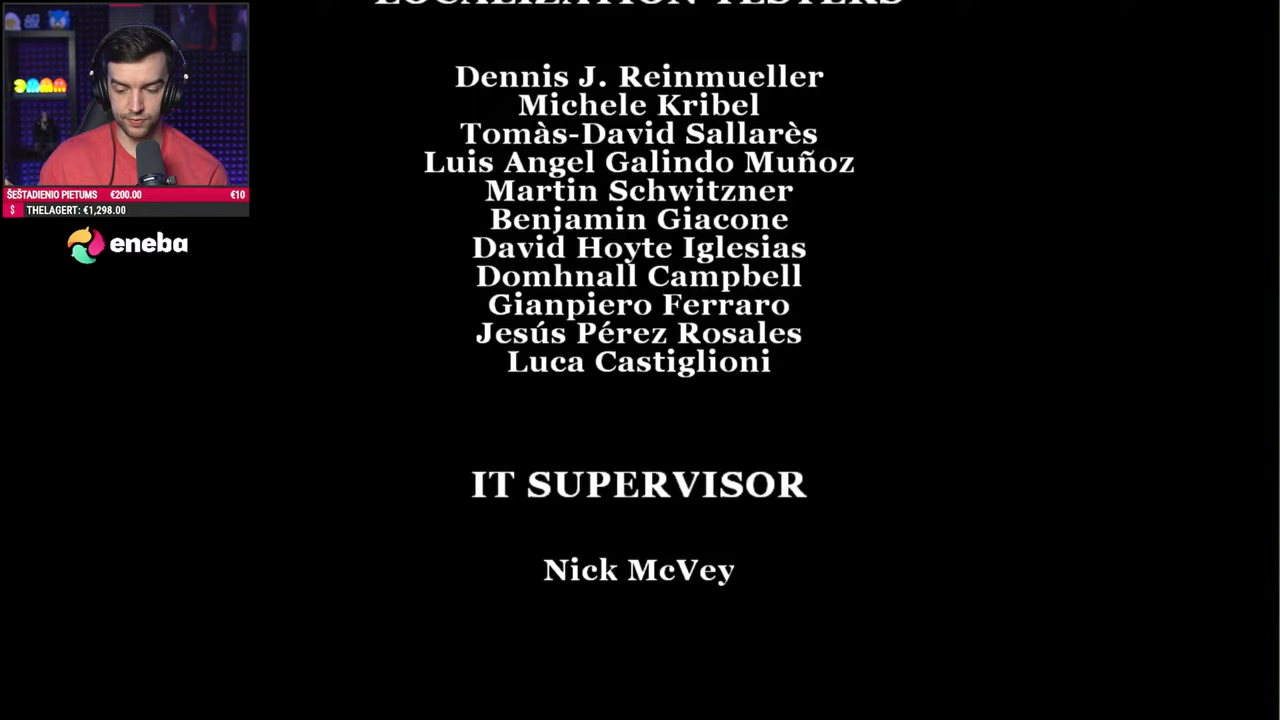 LOCALIZATION TESTERS
Dennis J. Reinmueller
Michele Kribel
Tomàs-David Sallarès
Luis Angel Galindo Muñoz
Martin Schwitzner
Benjamin Giacone
David Hoyte Iglesias
Domhnall Campbell
Gianpiero Ferraro
Jesús Pérez Rosales
Luca Castiglioni
IT SUPERVISOR
Nick McVey
ŠEŠTADIENIO PIETUMS €200.00 €10
$ THELAGERT: €1,298.00
eneba